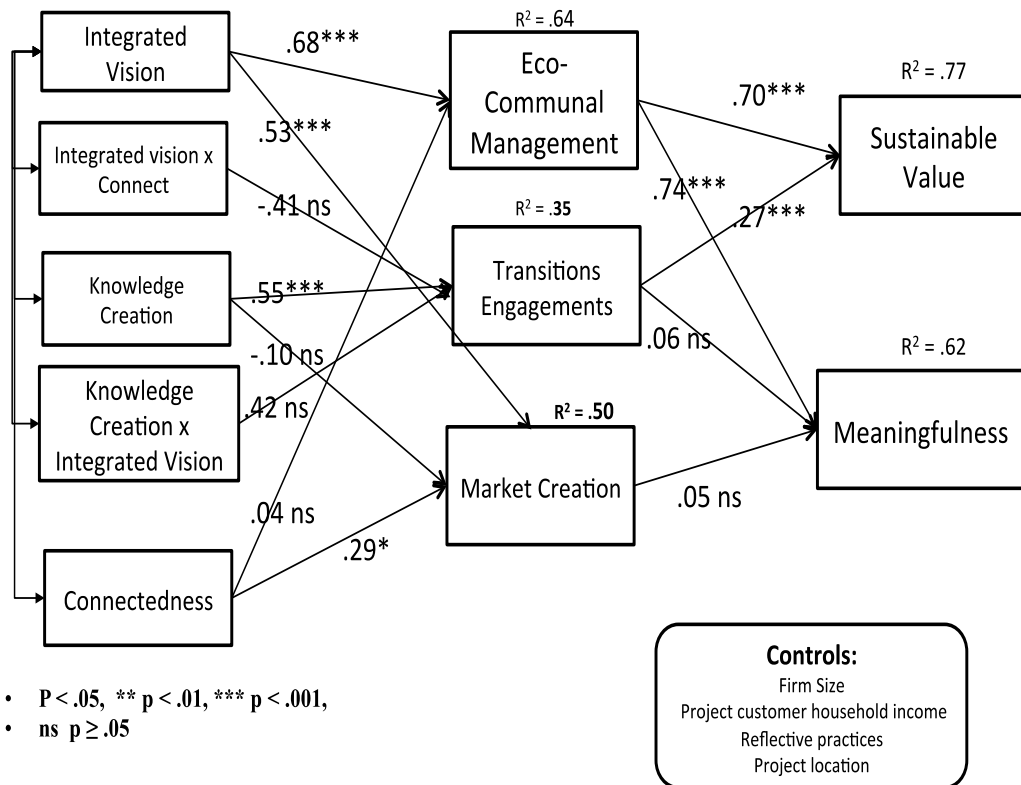 Integrated
Vision
Integrated vision x
Connect
Knowledge
Creation
Knowledge
Creation x
Integrated Vision
Connectedness
.68***
.53***
-.41 ns
.55***
-.10 ns
.42 ns
.04 ns
.29*
R² = .64
Eco-
Communal
Management
R² = .35
Transitions
Engagements
R² = .50
Market Creation
.70***
.74***
.27***
.06 ns
.05 ns
R² = .77
Sustainable
Value
R² = .62
Meaningfulness
• P < .05, ** p < .01, *** p < .001,
• ns p ≥ .05
Controls:
Firm Size
Project customer household income
Reflective practices
Project location